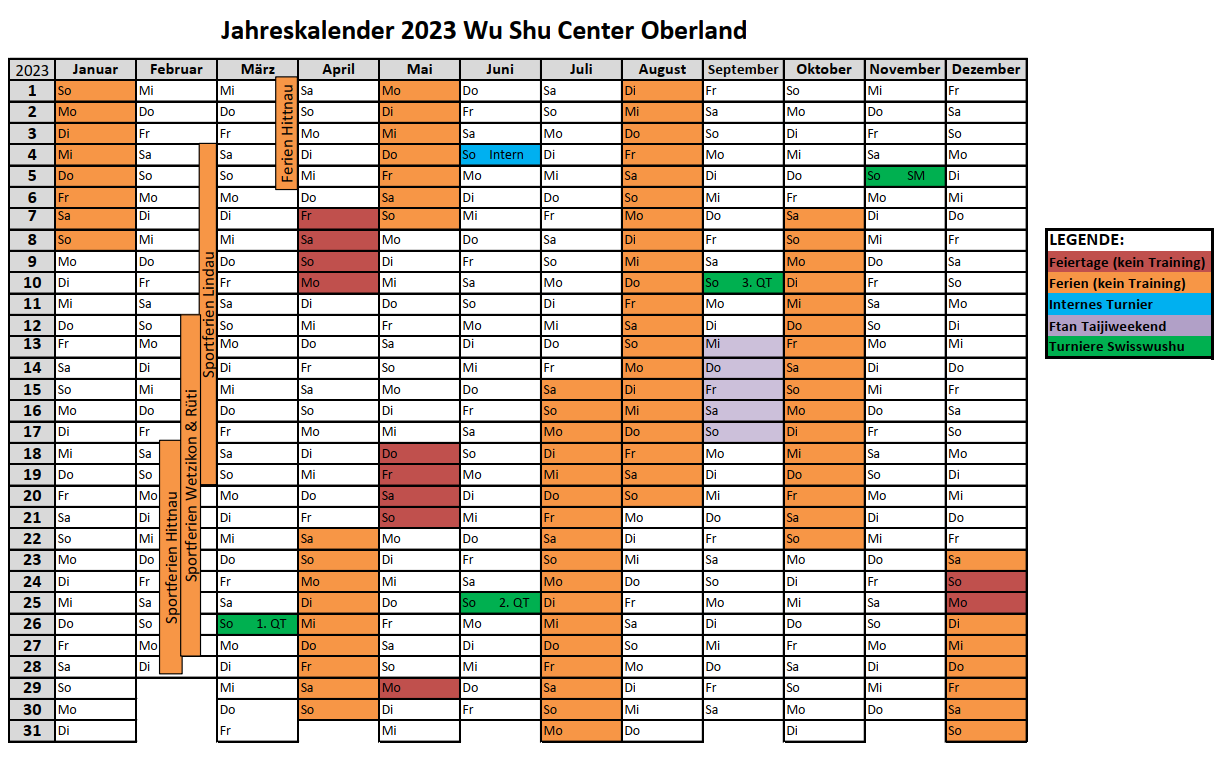 Jahreskalender 2023 Wu Shu Center Oberland
2023 Januar Februar März April Mai Juni Juli August September Oktober November Dezember
1 So Mi Mi Sa Mo Do Sa Di Fr So Mi Fr
2 Mo Do Do So Di Fr So Mi Sa Mo Do Sa
3 Di Fr Fr Mo Mi Sa Mo Do So Di Fr So
4 Mi Sa Sa Di Do So Intern Di Fr Mo Mi Sa Mo
5 Do So So Mi Fr Mo Mi Sa Di Do So SM Di
6 Fr Mo Mo Do Sa Di Do So Mi Fr Mo Mi
7 Sa Di Di Fr So Mi Fr Mo Do Sa Di Do
8 So Mi Mi Sa Mo Do Sa Di Fr So Mi Fr
9 Mo Do Do So Di Fr So Mi Sa Mo Do Sa
10 Di Fr Fr Mo Mi Sa Mo Do So 3. QT Di Fr So
11 Mi Sa Sa Di Do So Di Fr Mo Mi Sa Mo
12 Do So So Mi Fr Mo Mi Sa Di Do So Di
13 Fr Mo Mo Do Sa Di Do So Mi Fr Mo Mi
14 Sa Di Di Fr So Mi Fr Mo Do Sa Di Do
15 So Mi Mi Sa Mo Do Sa Di Fr So Mi Fr
16 Mo Do Do So Di Fr So Mi Sa Mo Do Sa
17 Di Fr Fr Mo Mi Sa Mo Do So Di Fr So
18 Mi Sa Sa Di Do So Di Fr Mo Mi Sa Mo
19 Do So So Mi Fr Mo Mi Sa Di Do So Di
20 Fr Mo Mo Do Sa Di Do So Mi Fr Mo Mi
21 Sa Di Di Fr So Mi Fr Mo Do Sa Di Do
22 So Mi Mi Sa Mo Do Sa Di Fr So Mi Fr
23 Mo Do Do So Di Fr So Mi Sa Mo Do Sa
24 Di Fr Fr Mo Mi Sa Mo Do So Di Fr So
25 Mi Sa Sa Di Do So 2. QT Di Fr Mo Mi Sa Mo
26 Do So So 1. QT Mi Fr Mo Mi Sa Di Do So Di
27 Fr Mo Mo Do Sa Di Do So Mi Fr Mo Mi
28 Sa Di Di Fr So Mi Fr Mo Do Sa Di Do
29 So Mi Sa Mo Do Sa Di Fr So Mi Fr
30 Mo Do So Di Fr So Mi Sa Mo Do Sa
31 Di Fr Mi Mo Do Di So
Sportferien Hittnau
Sportferien Wetzikon & Rüti
Sportferien Lindau
Ferien Hittnau
LEGENDE:
Feiertage (kein Training)
Ferien (kein Training)
Internes Turnier
Ftan Taijiweekend
Turniere Swisswushu